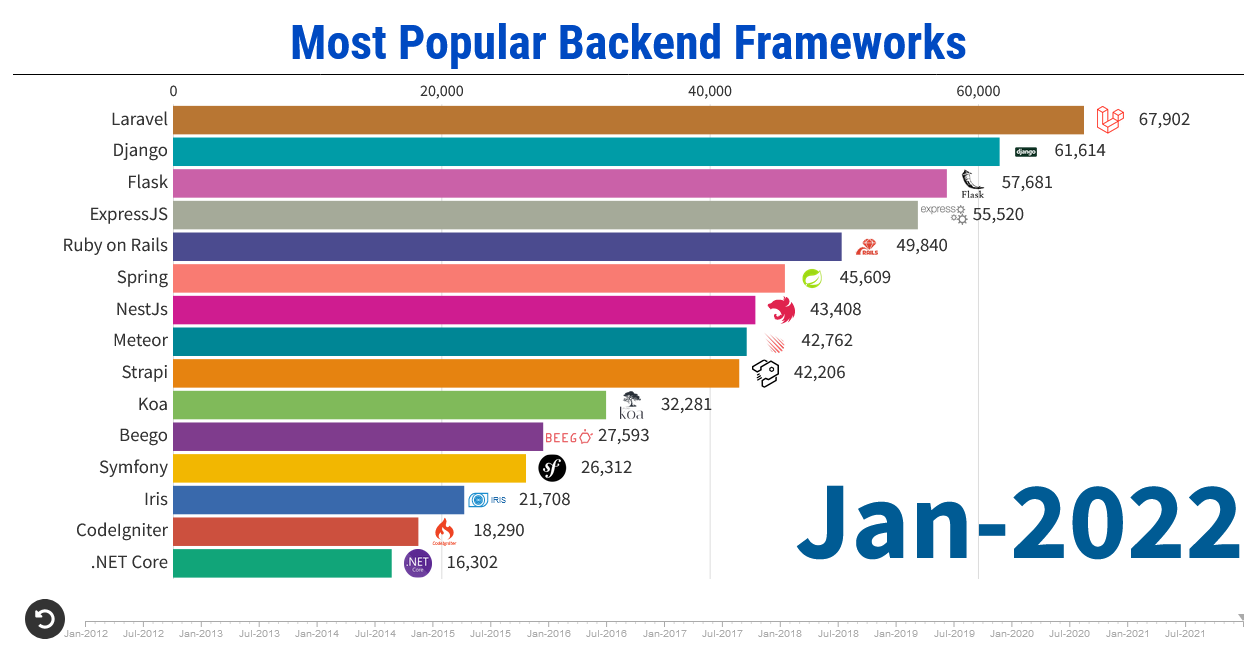 Most Popular Backend Frameworks
0 20,000 40,000 60,000
Laravel 67,902
Django django 61,614
Flask Flask 57,681
ExpressJS express 55,520
Ruby on Rails RAILS 49,840
Spring 45,609
NestJs 43,408
Meteor 42,762
Strapi 42,206
Koa koa 32,281
Beego BEEGO 27,593
Symfony sf 26,312
Iris IRIS 21,708
CodeIgniter CodeIgniter 18,290
.NET Core .NET Core 16,302
Jan-2022
Jan-2012 Jul-2012 Jan-2013 Jul-2013 Jan-2014 Jul-2014 Jan-2015 Jul-2015 Jan-2016 Jul-2016 Jan-2017 Jul-2017 Jan-2018 Jul-2018 Jan-2019 Jul-2019 Jan-2020 Jul-2020 Jan-2021 Jul-2021